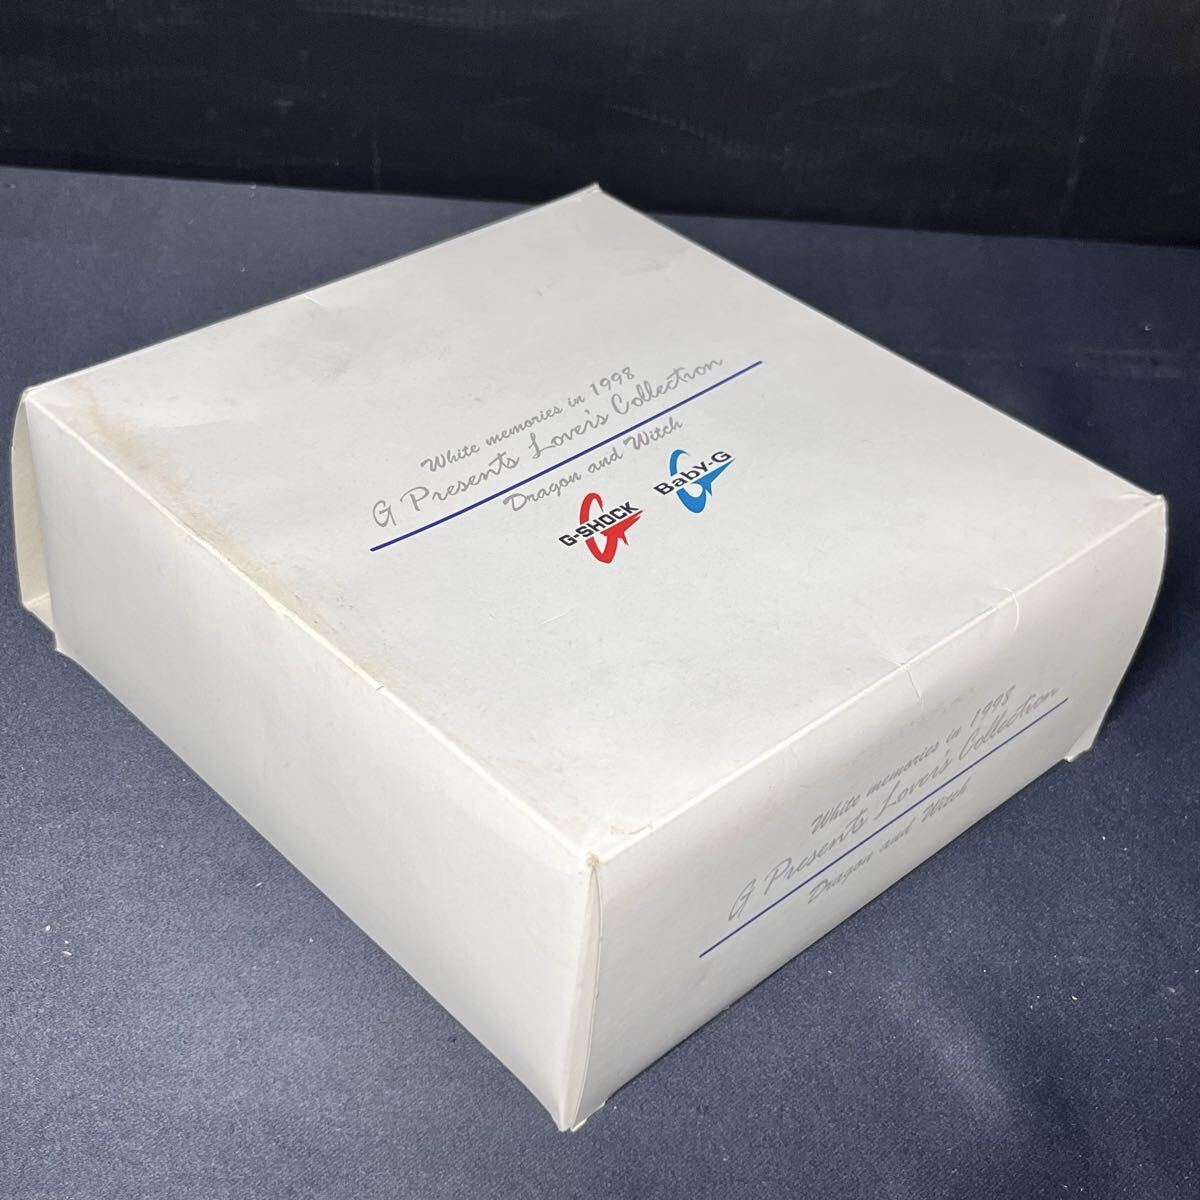 White memories in 1998
G Presents Lover's Collection
Dragon and Witch
G-SHOCK
Baby-G
White memories in 1998
G Presents Lover's Collection
Dragon and Witch